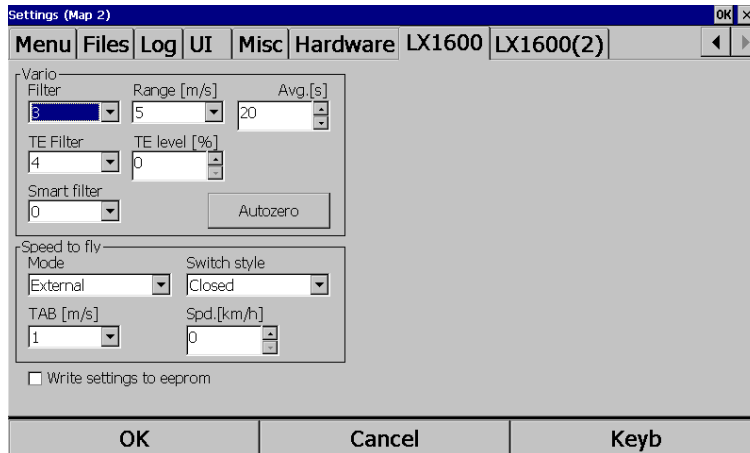 Settings (Map 2) OK ×
Menu Files Log UI Misc Hardware LX1600 LX1600(2)
Vario
Filter Range [m/s] Avg.[s]
3 5 20
TE Filter TE level [%]
4 0
Smart filter
0 Autozero
Speed to fly
Mode Switch style
External Closed
TAB [m/s] Spd.[km/h]
1 0
Write settings to eeprom
OK Cancel Keyb